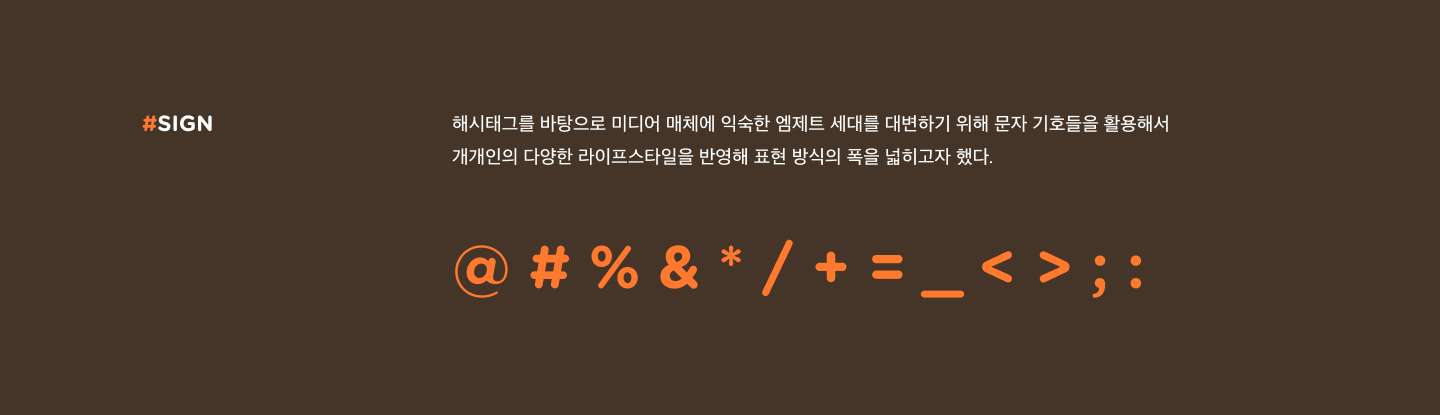 #SIGN
해시태그를 바탕으로 미디어 매체에 익숙한 엠제트 세대를 대변하기 위해 문자 기호들을 활용해서
개개인의 다양한 라이프스타일을 반영해 표현 방식의 폭을 넓히고자 했다.
@ # % & * / + = _ < > ; :